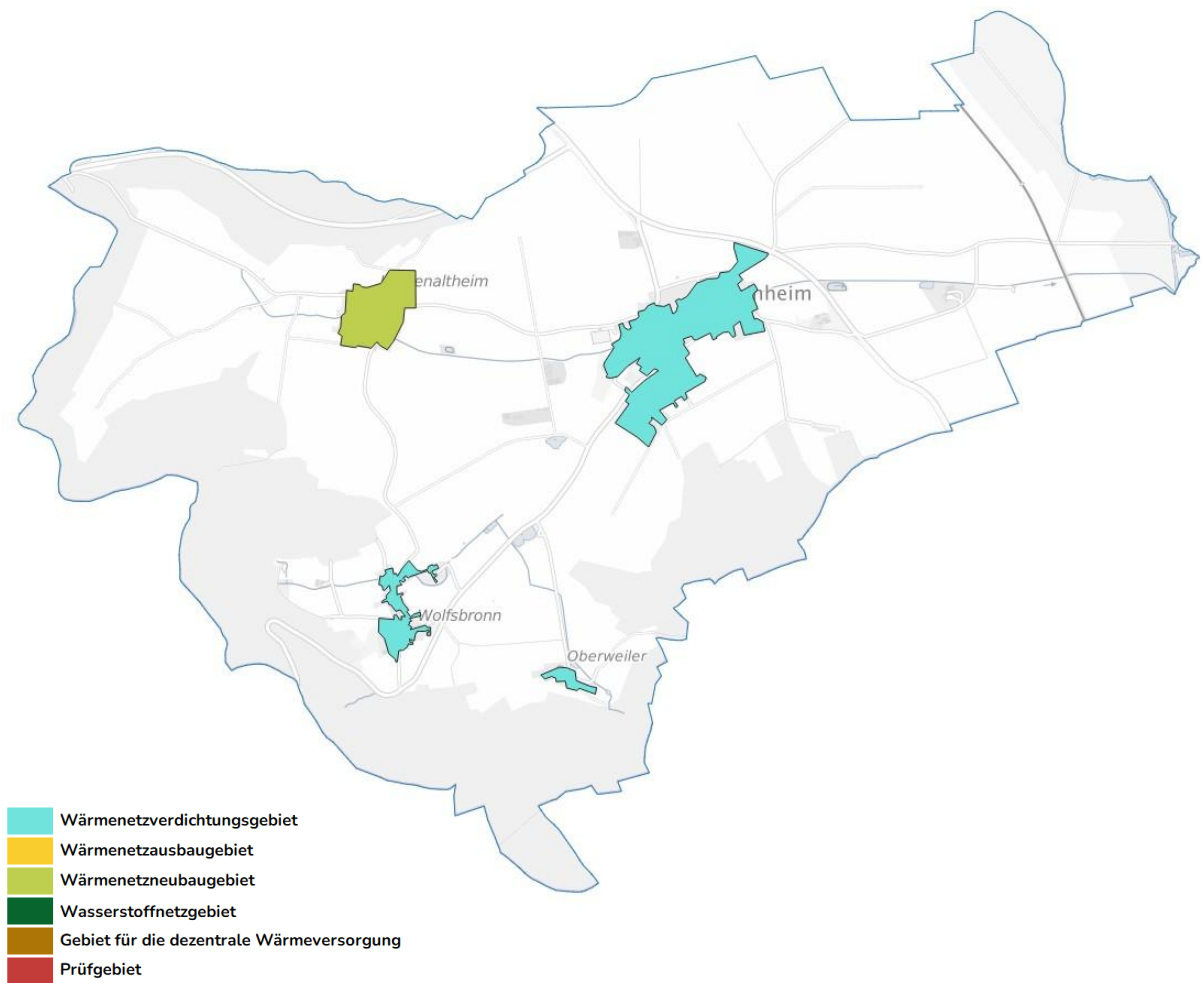 enaltheim
nheim
Wolfsbronn
Oberweiler
Wärmenetzverdichtungsgebiet
Wärmenetzausbaugebiet
Wärmenetzneubaugebiet
Wasserstoffnetzgebiet
Gebiet für die dezentrale Wärmeversorgung
Prüfgebiet